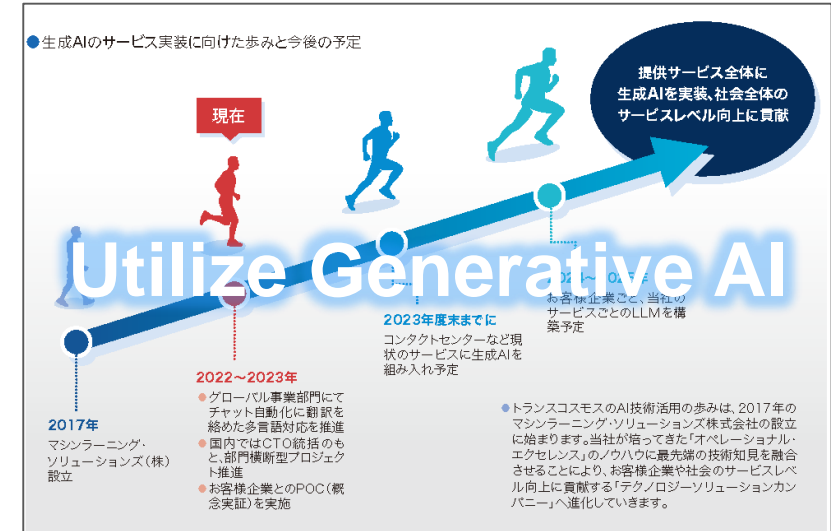 ●生成AIのサービス実装に向けた歩みと今後の予定
提供サービス全体に
生成AIを実装、社会全体の
サービスレベル向上に貢献
現在
Utilize Generative AI
2024～2025年
お客様企業ごと、当社の
サービスごとのLLMを構
築予定
2023年度末までに
コンタクトセンターなど現
状のサービスに生成AIを
組み入れ予定
2022～2023年
●グローバル事業部門にて
チャット自動化に翻訳を
絡めた多言語対応を推進
●国内ではCTO統括のも
と、部門横断型プロジェク
ト推進
●お客様企業とのPOC(概
念実証)を実施
2017年
マシンラーニング・
ソリューションズ(株)
設立
●トランスコスモスのAI技術活用の歩みは、2017年の
マシンラーニング・ソリューションズ株式会社の設立
に始まります。当社が培ってきた「オペレーショナル・
エクセレンス」のノウハウに最先端の技術知見を融合
させることにより、お客様企業や社会のサービスレベ
ル向上に貢献する「テクノロジーソリューションカン
パニー」へ進化していきます。